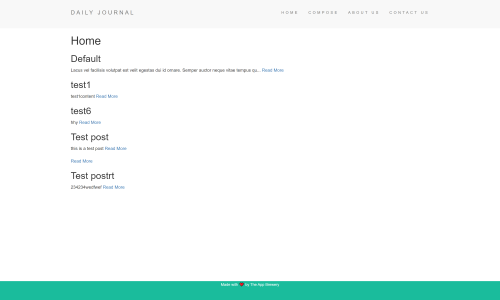 DAILY JOURNAL
HOME COMPOSE ABOUT US CONTACT US
Home
Default
Lacus vel facilisis volutpat est velit egestas dui id ornare. Semper auctor neque vitae tempus qu... Read More
test1
test1content Read More
test6
Read More
Test post
this is a test post Read More
Read More
Test postrt
234234wedfwef Read More
Made with ❤️ by The App Brewery